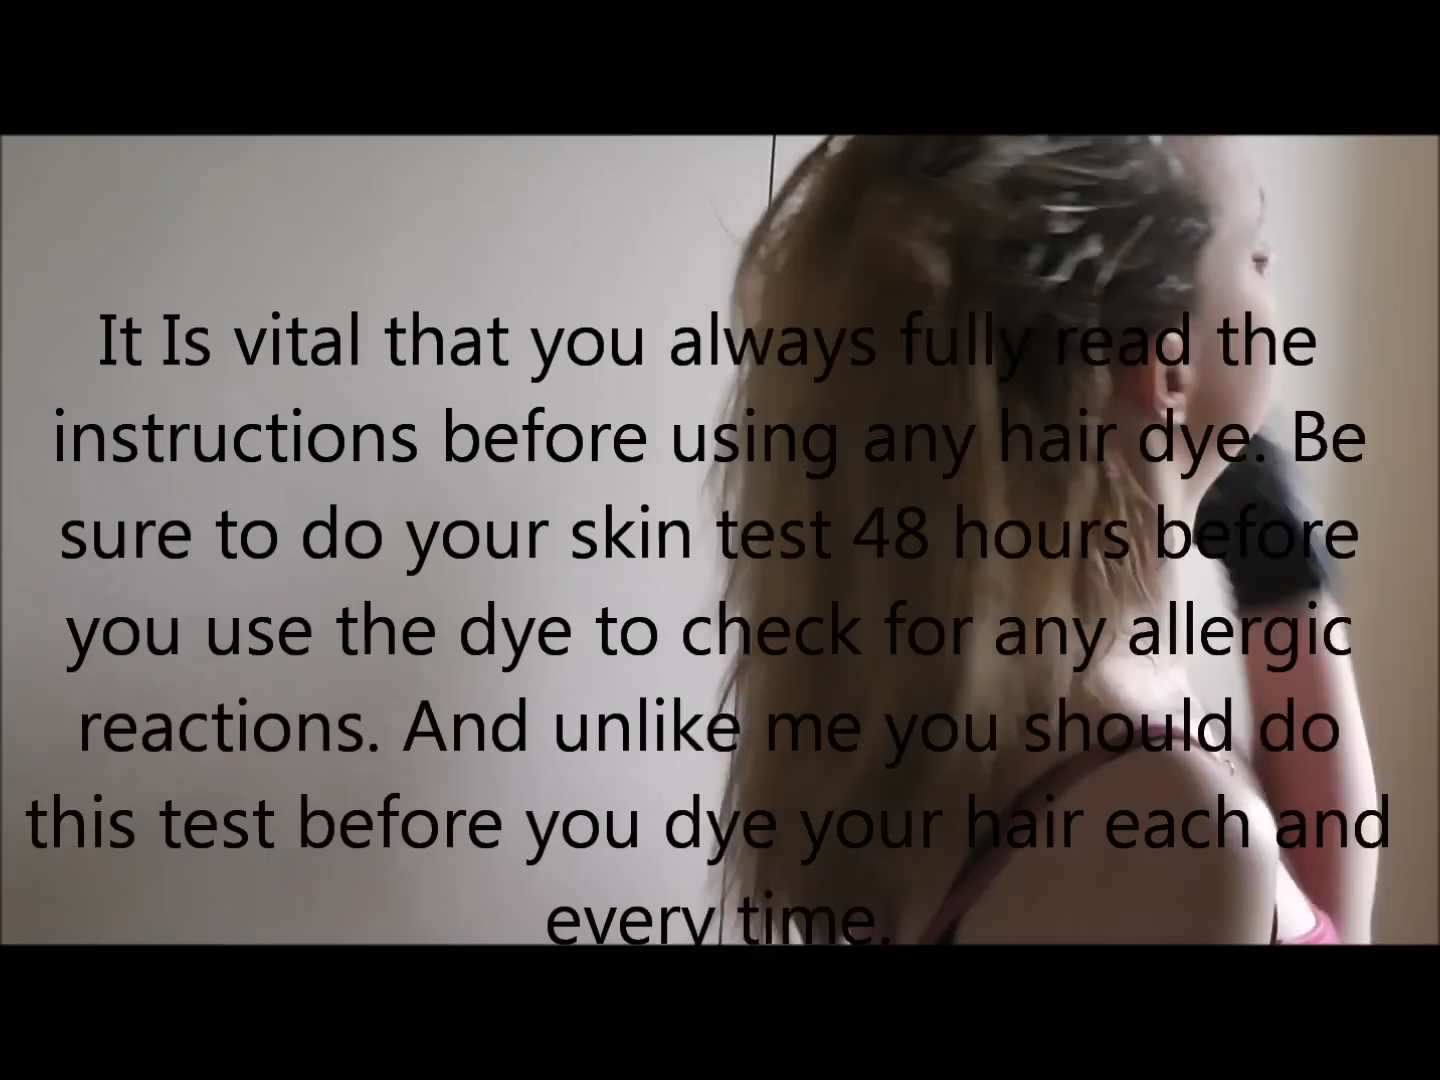 It Is vital that you always fully read the
instructions before using any hair dye. Be
sure to do your skin test 48 hours before
you use the dye to check for any allergic
reactions. And unlike me you should do
this test before you dye your hair each and
every time.